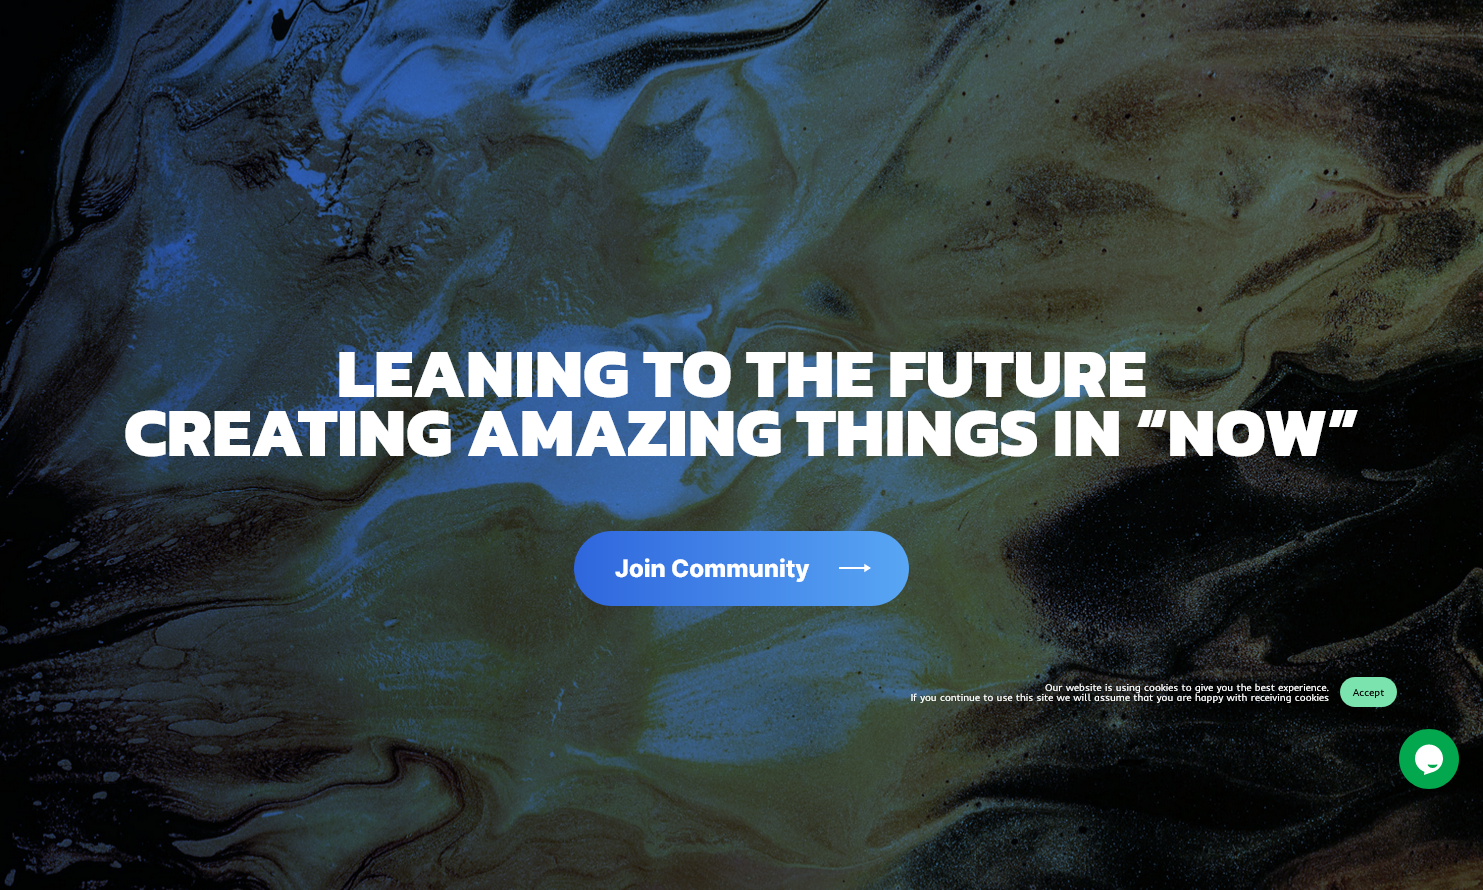 LEANING TO THE FUTURE
CREATING AMAZING THINGS IN “NOW”
Join Community
Our website is using cookies to give you the best experience.
If you continue to use this site we will assume that you are happy with receiving cookies
Accept